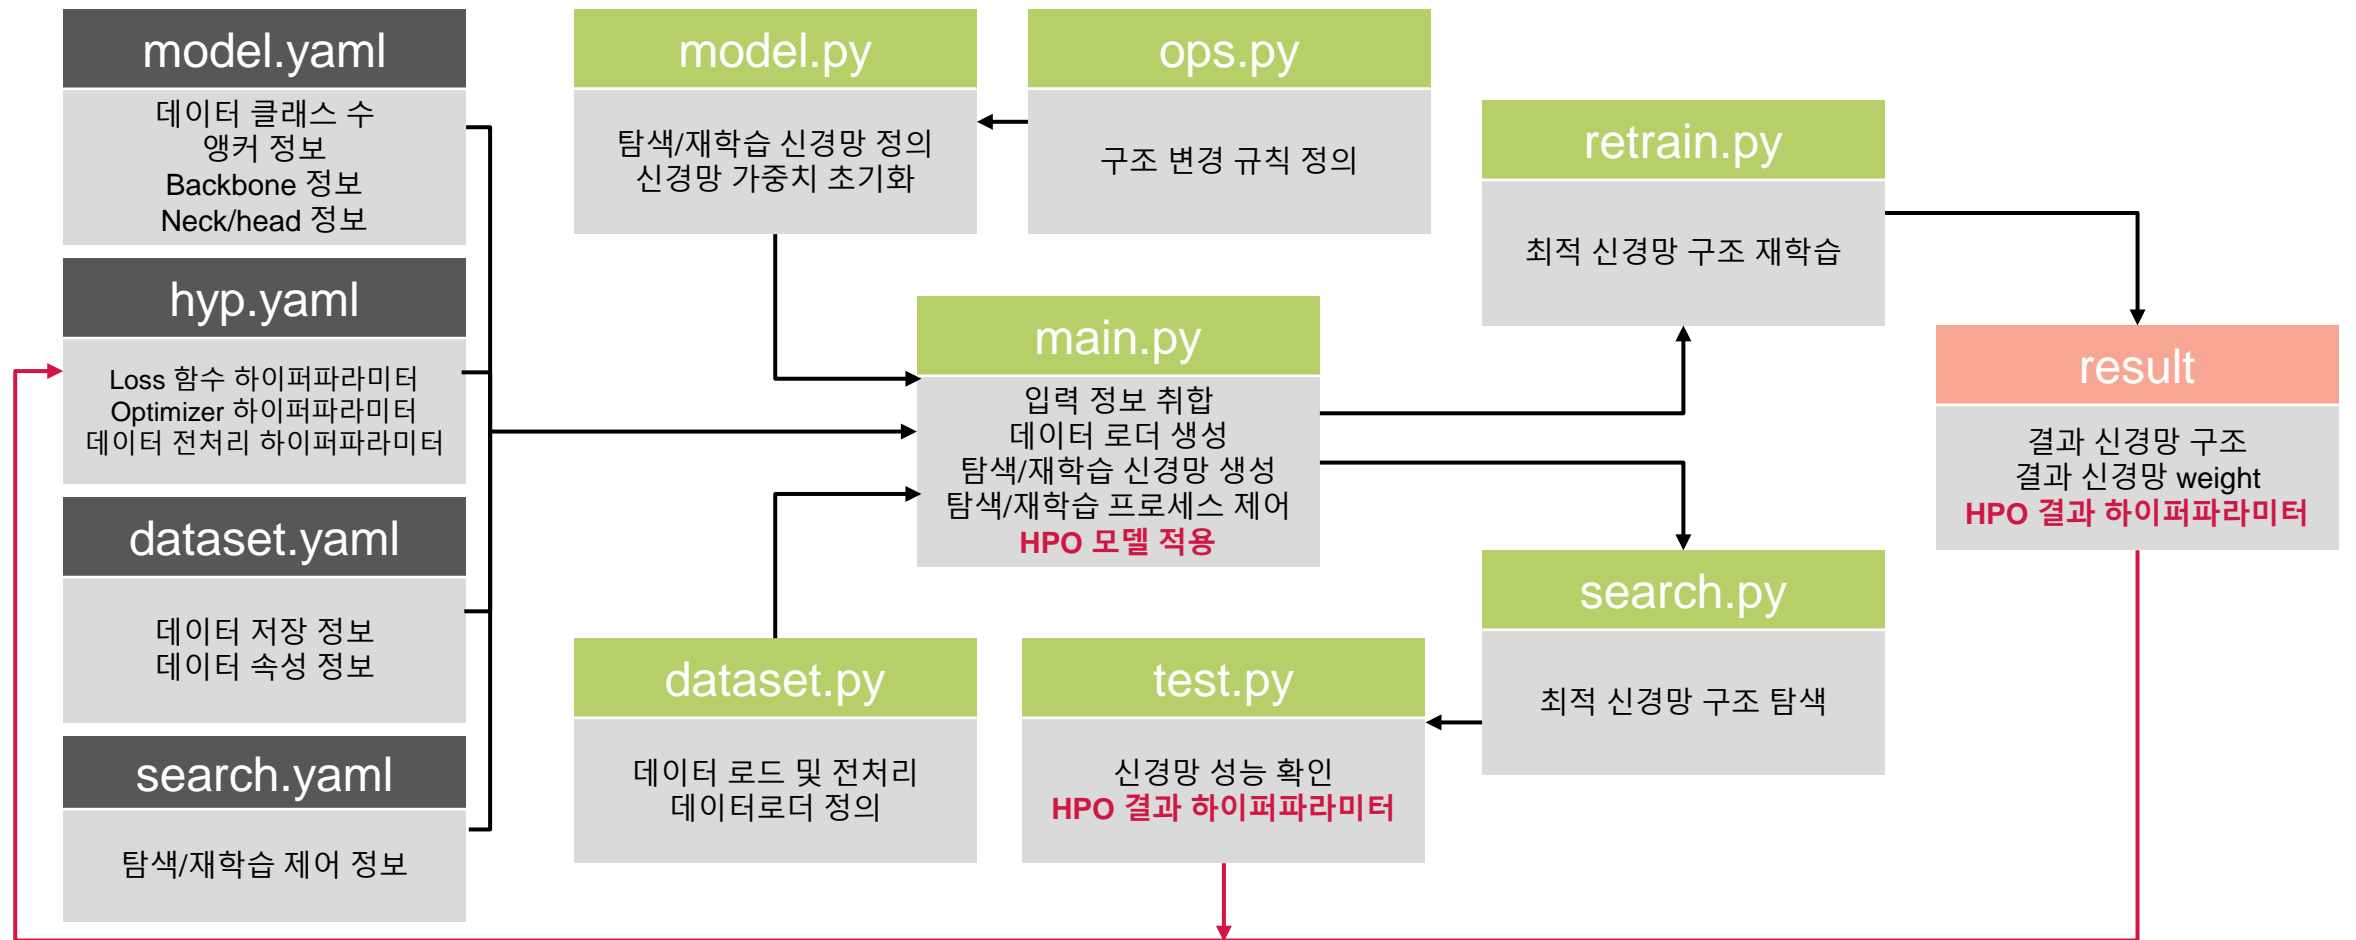 model.yaml
데이터 클래스 수
앵커 정보
Backbone 정보
Neck/head 정보
hyp.yaml
Loss 함수 하이퍼파라미터
Optimizer 하이퍼파라미터
데이터 전처리 하이퍼파라미터
dataset.yaml
데이터 저장 정보
데이터 속성 정보
search.yaml
탐색/재학습 제어 정보
model.py
탐색/재학습 신경망 정의
신경망 가중치 초기화
ops.py
구조 변경 규칙 정의
main.py
입력 정보 취합
데이터 로더 생성
탐색/재학습 신경망 생성
탐색/재학습 프로세스 제어
HPO 모델 적용
dataset.py
데이터 로드 및 전처리
데이터로더 정의
test.py
신경망 성능 확인
HPO 결과 하이퍼파라미터
retrain.py
최적 신경망 구조 재학습
search.py
최적 신경망 구조 탐색
result
결과 신경망 구조
결과 신경망 weight
HPO 결과 하이퍼파라미터